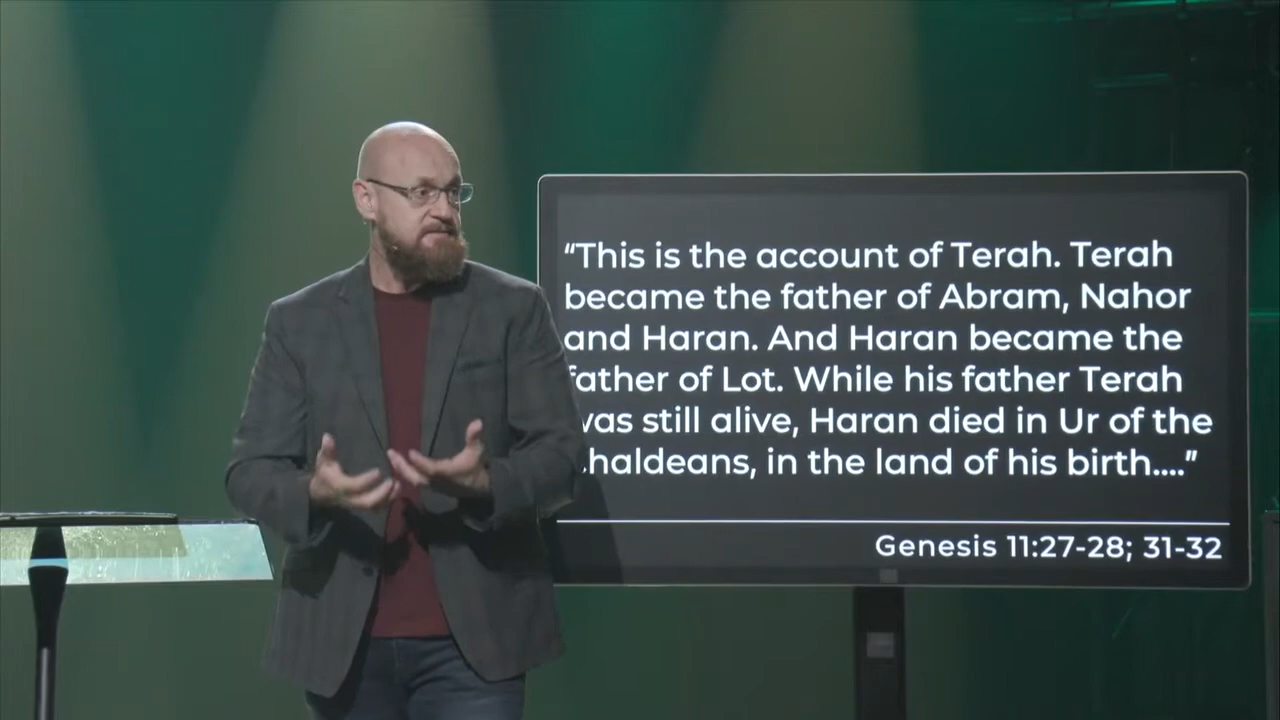 “This is the account of Terah. Terah
became the father of Abram, Nahor
and Haran. And Haran became the
father of Lot. While his father Terah
was still alive, Haran died in Ur of the
Chaldeans, in the land of his birth....”
Genesis 11:27-28; 31-32